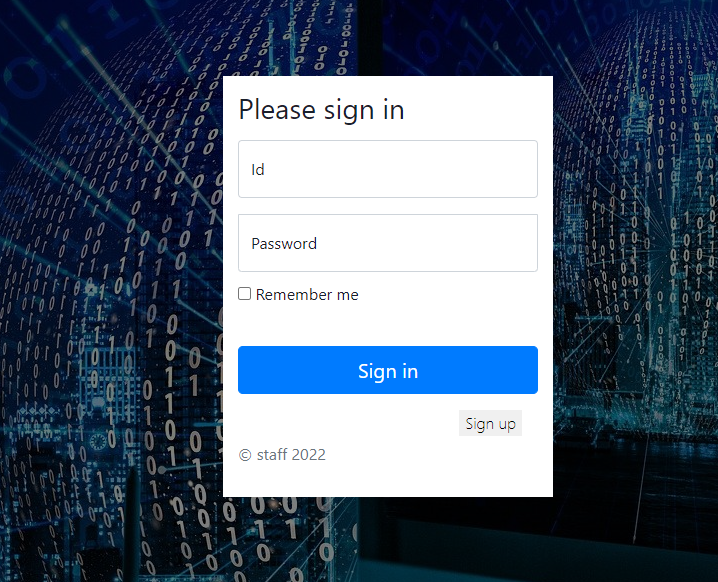 Please sign in
Id
Password
Remember me
Sign in
Sign up
© staff 2022